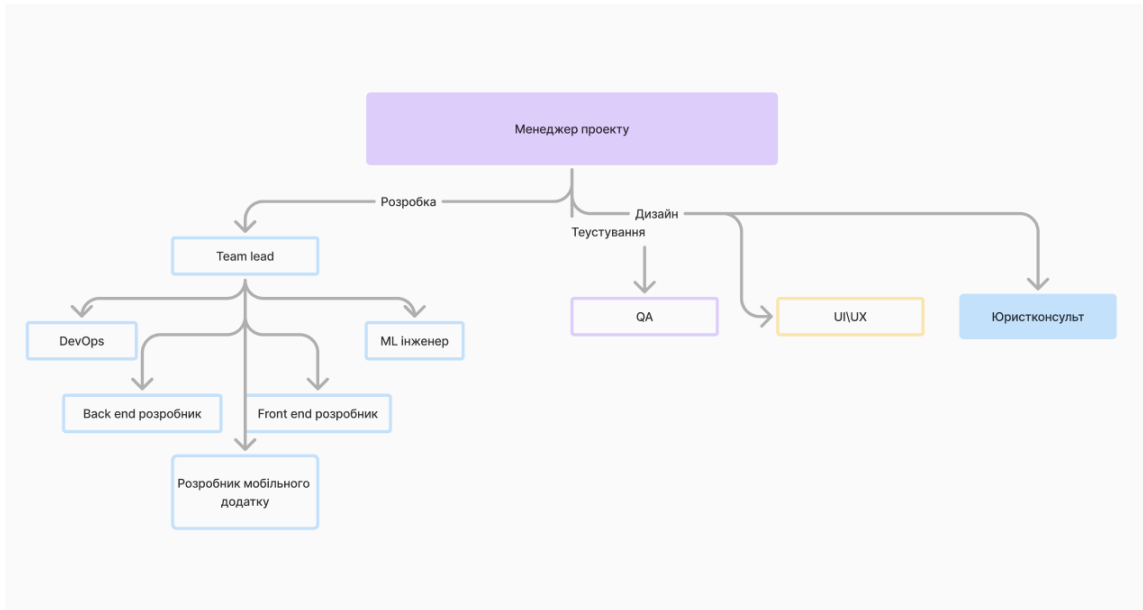 Менеджер проекту
Розробка
Дизайн
Теустування
Team lead
QA
UI\UX
Юристконсульт
DevOps
ML інженер
Back end розробник
Front end розробник
Розробник мобільного
додатку